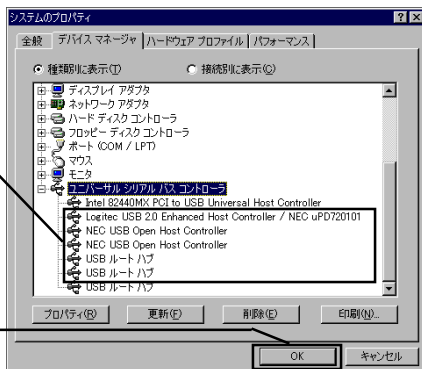 システムのプロパティ
全般 デバイス マネージャ ハードウェア プロファイル パフォーマンス
種類別に表示(T) 接続別に表示(C)
ディスプレイ アダプタ
ネットワーク アダプタ
ハード ディスク コントローラ
フロッピー ディスク コントローラ
ポート (COM / LPT)
マウス
モニタ
ユニバーサル シリアル バス コントローラ
Intel 82440MX PCI to USB Universal Host Controller
Logitec USB 2.0 Enhanced Host Controller / NEC uPD720101
NEC USB Open Host Controller
NEC USB Open Host Controller
USB ルート ハブ
USB ルート ハブ
USB ルート ハブ
プロパティ(R) 更新(F) 削除(E) 印刷(N)...
OK キャンセル